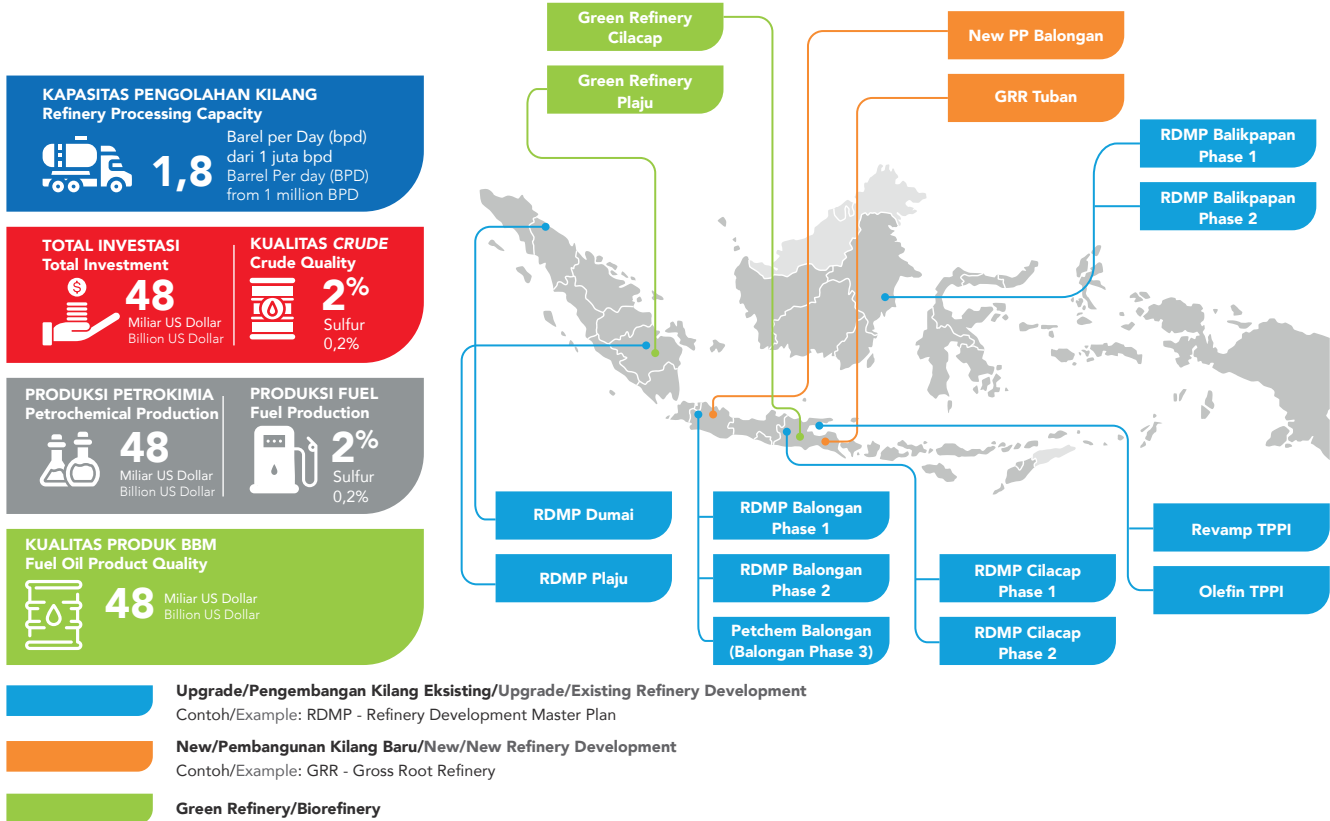 KAPASITAS PENGOLAHAN KILANG
Refinery Processing Capacity
1,8
Barel per Day (bpd)
dari 1 juta bpd
Barrel Per day (BPD)
from 1 million BPD
TOTAL INVESTASI
Total Investment
$
48
Miliar US Dollar
Billion US Dollar
KUALITAS CRUDE
Crude Quality
2%
Sulfur
0,2%
PRODUKSI PETROKIMIA
Petrochemical Production
48
Miliar US Dollar
Billion US Dollar
PRODUKSI FUEL
Fuel Production
2%
Sulfur
0,2%
KUALITAS PRODUK BBM
Fuel Oil Product Quality
48
Miliar US Dollar
Billion US Dollar
Green Refinery
Cilacap
Green Refinery
Plaju
New PP Balongan
GRR Tuban
RDMP Balikpapan
Phase 1
RDMP Balikpapan
Phase 2
RDMP Dumai
RDMP Plaju
RDMP Balongan
Phase 1
RDMP Balongan
Phase 2
Petchem Balongan
(Balongan Phase 3)
RDMP Cilacap
Phase 1
RDMP Cilacap
Phase 2
Revamp TPPI
Olefin TPPI
Upgrade/Pengembangan Kilang Eksisting/Upgrade/Existing Refinery Development
Contoh/Example: RDMP - Refinery Development Master Plan
New/Pembangunan Kilang Baru/New/New Refinery Development
Contoh/Example: GRR - Gross Root Refinery
Green Refinery/Biorefinery